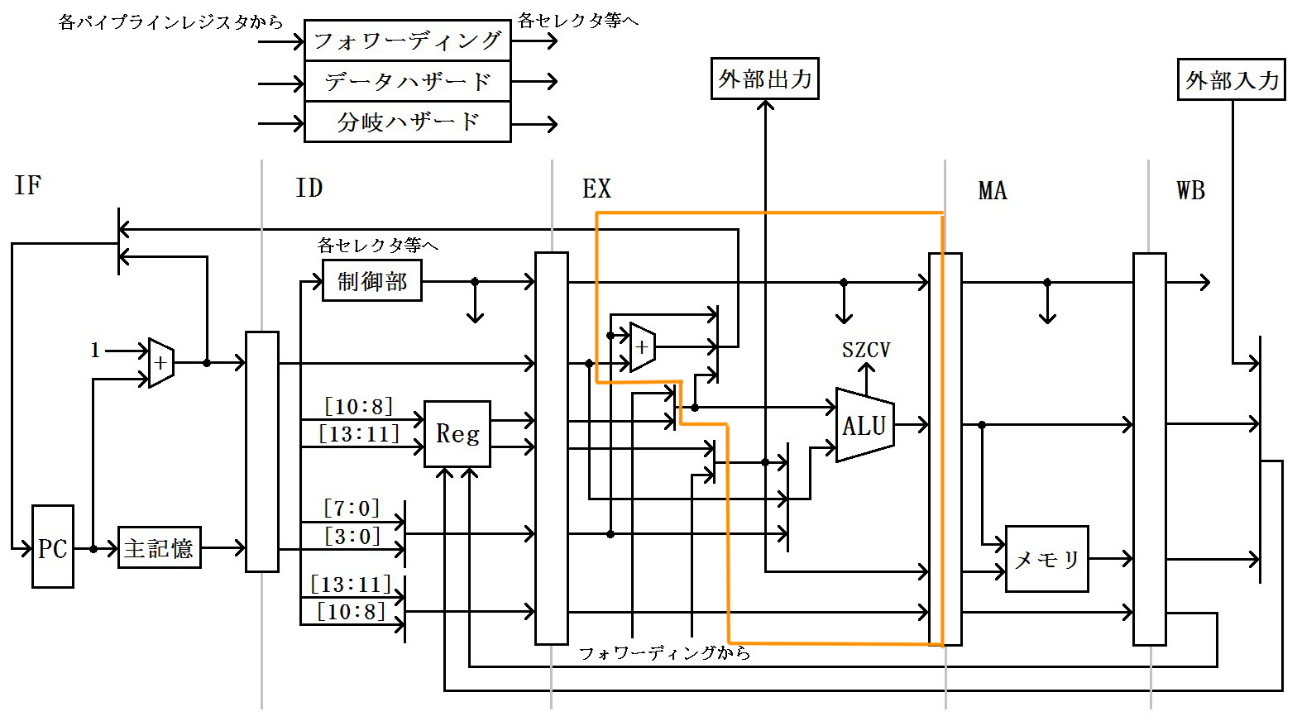 各パイプラインレジスタから
各セレクタ等へ
フォワーディング
データハザード
分岐ハザード
外部出力
外部入力
IF
ID
EX
MA
WB
各セレクタ等へ
制御部
1
+
+
SZCV
ALU
[10:8]
[13:11]
Reg
[7:0]
[3:0]
PC
主記憶
メモリ
[13:11]
[10:8]
フォワーディングから